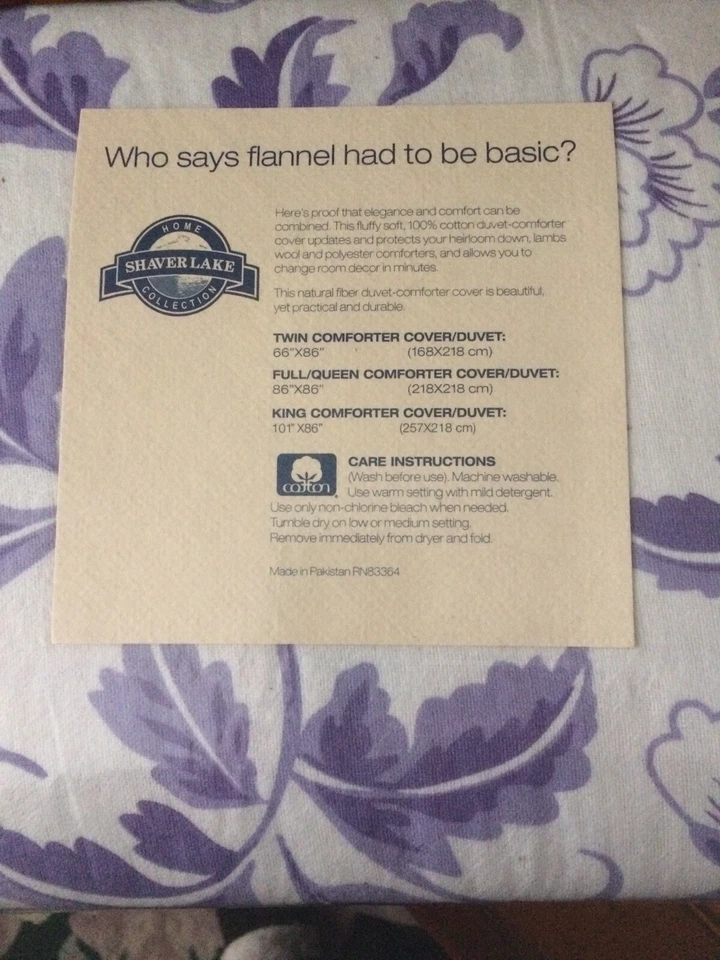 Who says flannel had to be basic?
HOME
SHAVER LAKE
COLLECTION
Here's proof that elegance and comfort can be
combined. This fluffy soft, 100% cotton duvet-comforter
cover updates and protects your heirloom down, lambs
wool and polyester comforters, and allows you to
change room decor in minutes.
This natural fiber duvet-comforter cover is beautiful,
yet practical and durable.
TWIN COMFORTER COVER/DUVET:
66"X86" (168X218 cm)
FULL/QUEEN COMFORTER COVER/DUVET:
86"X86" (218X218 cm)
KING COMFORTER COVER/DUVET:
101" X86" (257X218 cm)
cotton
CARE INSTRUCTIONS
(Wash before use). Machine washable.
Use warm setting with mild detergent.
Use only non-chlorine bleach when needed.
Tumble dry on low or medium setting.
Remove immediately from dryer and fold.
Made in Pakistan RN83364